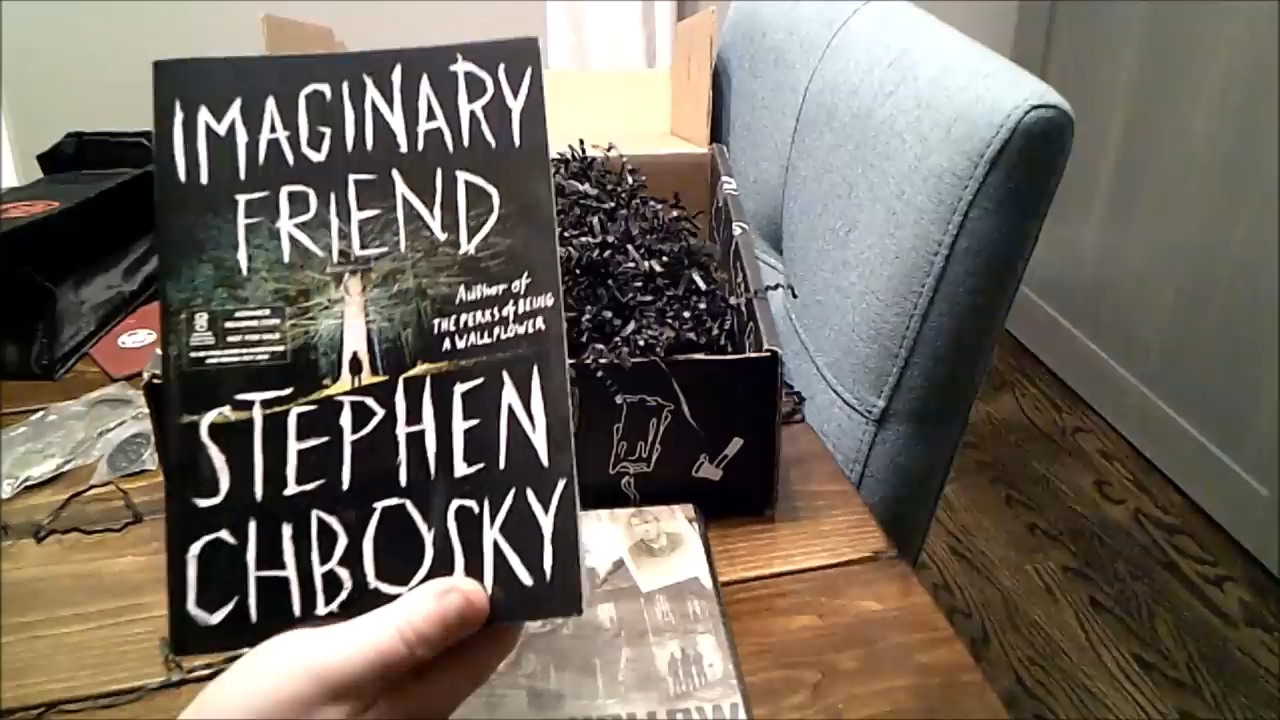 IMAGINARY
FRIEND
Author of
THE PERKS of BEING
A WALLFLOWER
STEPHEN
CHBOSKY